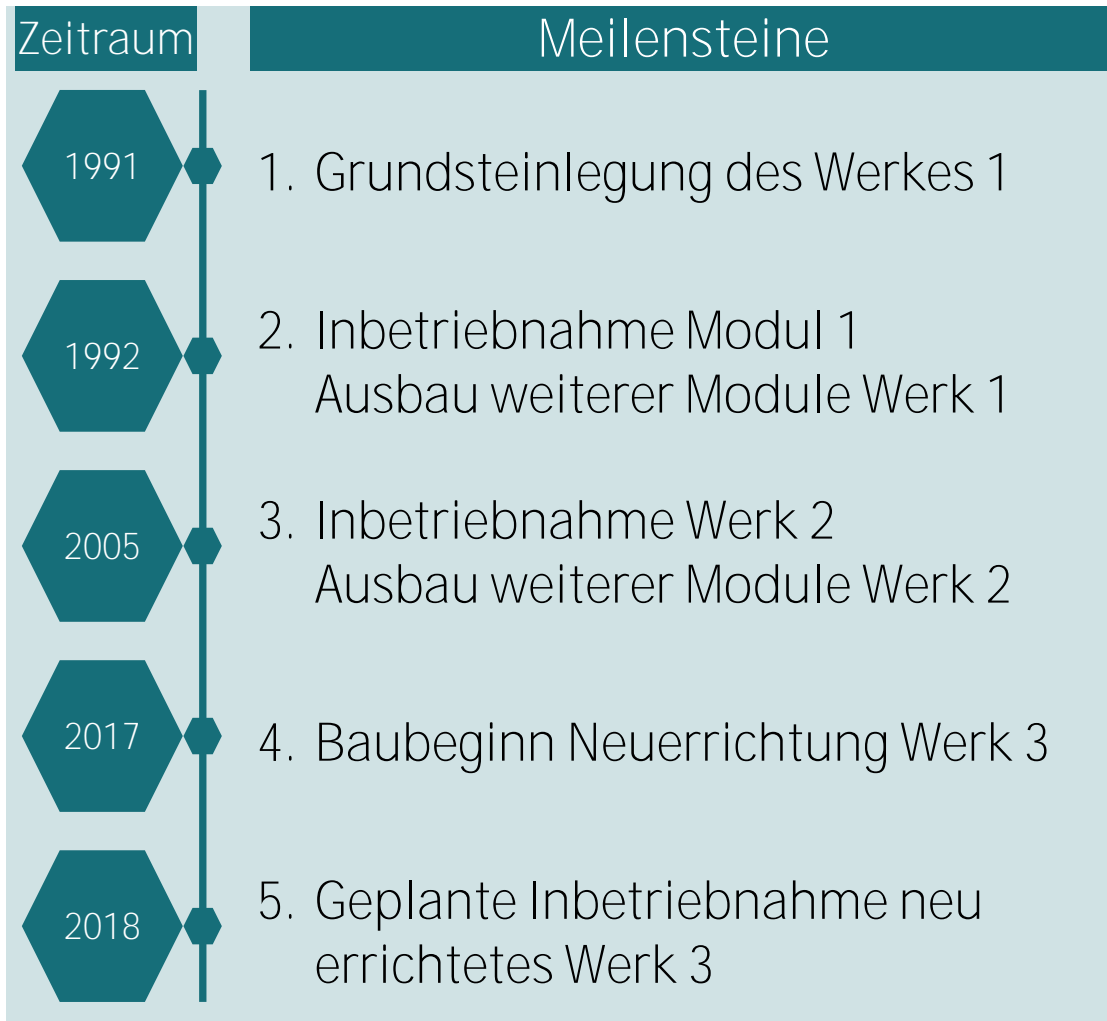 Zeitraum
Meilensteine
1991
1. Grundsteinlegung des Werkes 1
1992
2. Inbetriebnahme Modul 1
Ausbau weiterer Module Werk 1
2005
3. Inbetriebnahme Werk 2
Ausbau weiterer Module Werk 2
2017
4. Baubeginn Neuerrichtung Werk 3
2018
5. Geplante Inbetriebnahme neu
errichtetes Werk 3